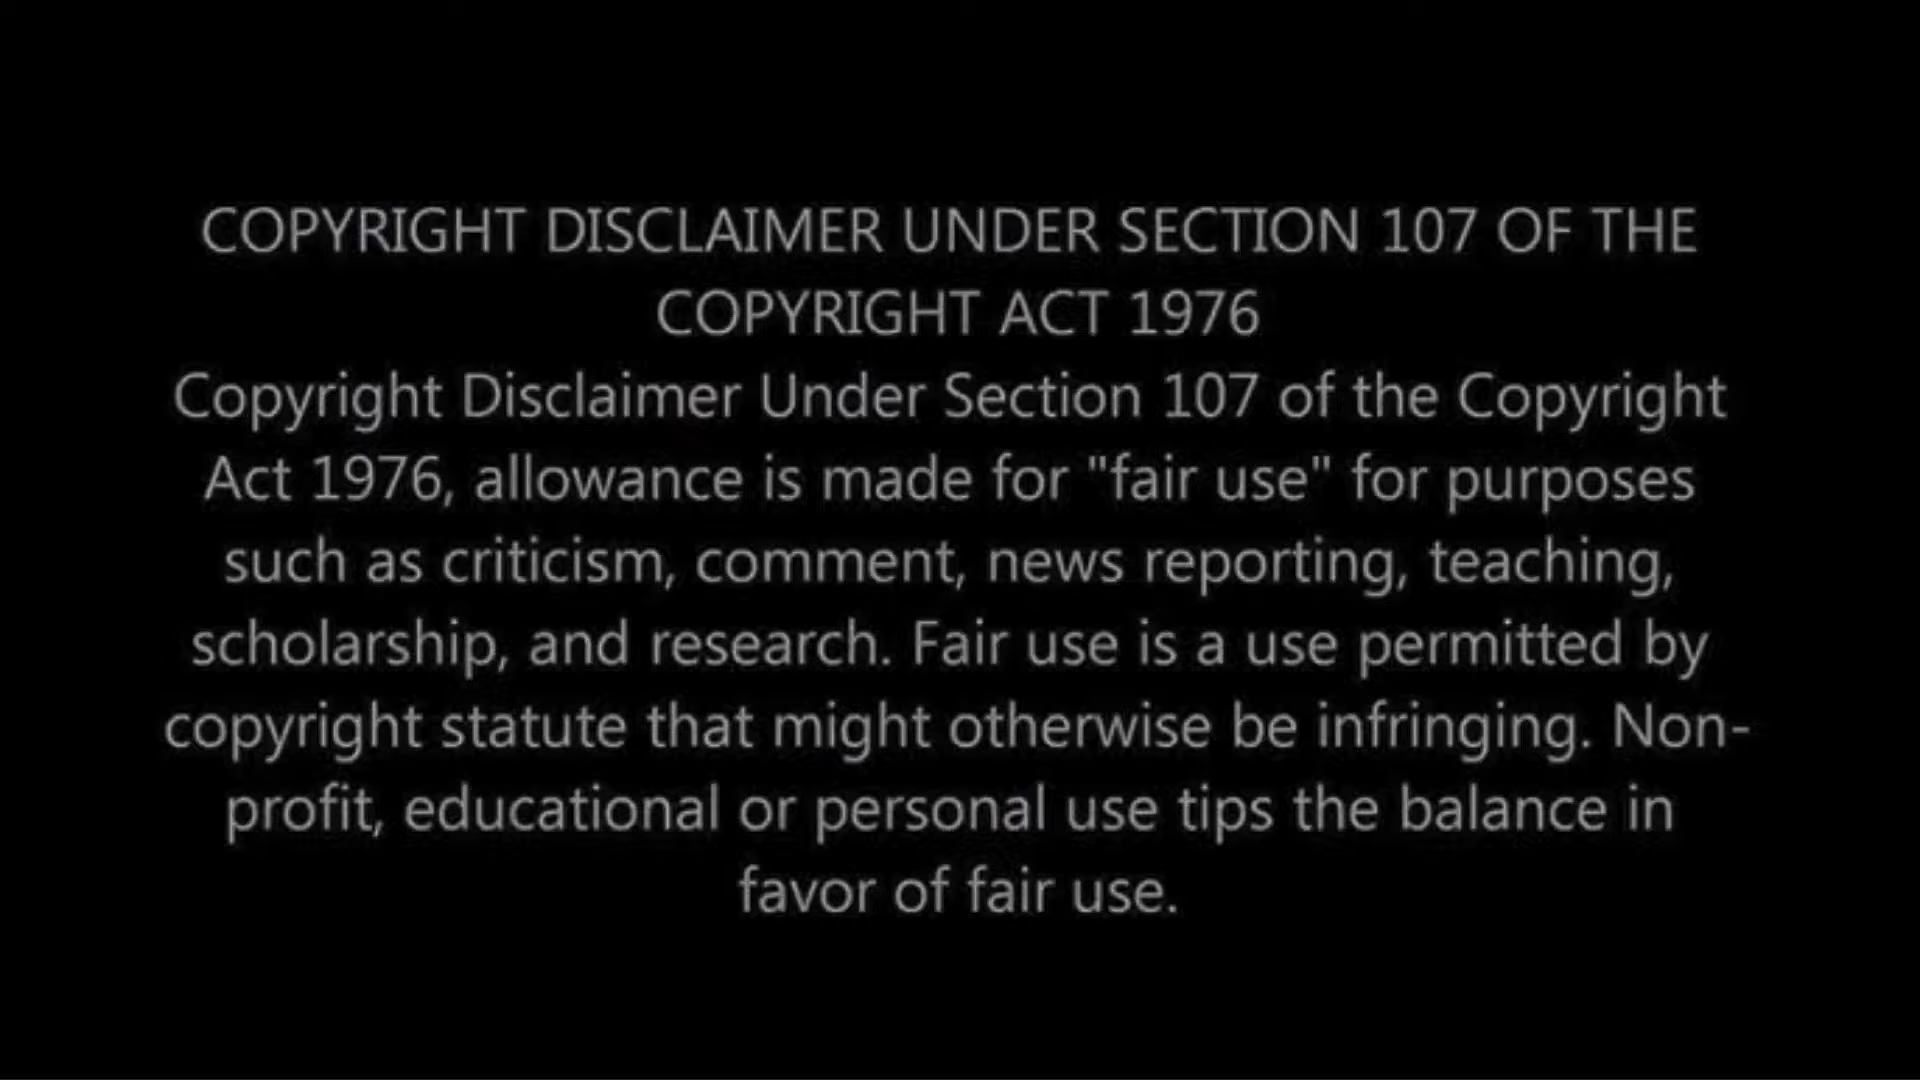 COPYRIGHT DISCLAIMER UNDER SECTION 107 OF THE
COPYRIGHT ACT 1976
Copyright Disclaimer Under Section 107 of the Copyright
Act 1976, allowance is made for "fair use" for purposes
such as criticism, comment, news reporting, teaching,
scholarship, and research. Fair use is a use permitted by
copyright statute that might otherwise be infringing. Non-
profit, educational or personal use tips the balance in
favor of fair use.